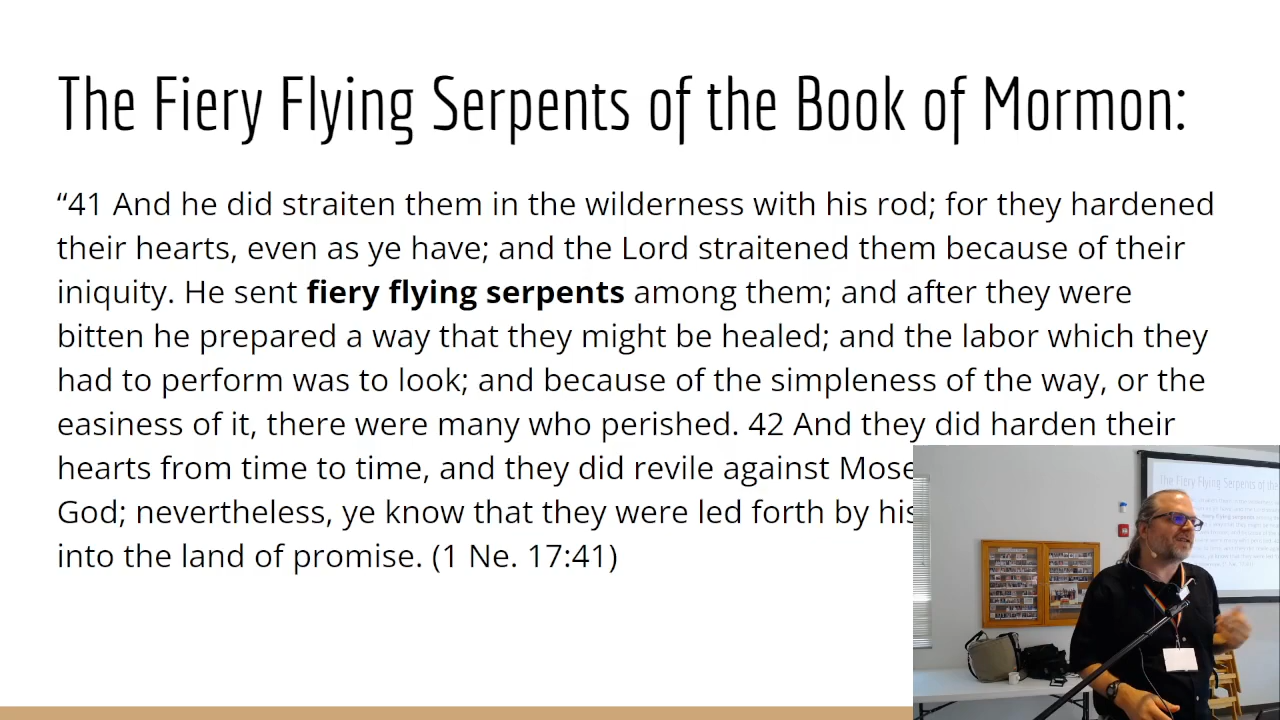 The Fiery Flying Serpents of the Book of Mormon:
“41 And he did straiten them in the wilderness with his rod; for they hardened
their hearts, even as ye have; and the Lord straitened them because of their
iniquity. He sent fiery flying serpents among them; and after they were
bitten he prepared a way that they might be healed; and the labor which they
had to perform was to look; and because of the simpleness of the way, or the
easiness of it, there were many who perished. 42 And they did harden their
hearts from time to time, and they did revile against Mose
God; nevertheless, ye know that they were led forth by his
into the land of promise. (1 Ne. 17:41)
The Fiery Flying Serpents of the